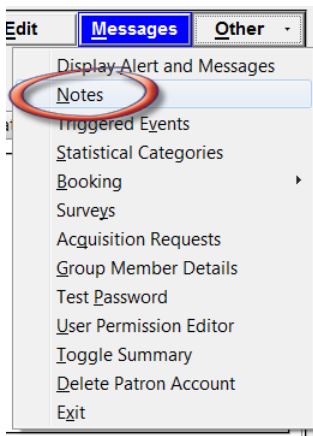 Edit Messages Other
Display Alert and Messages
Notes
Triggered Events
Statistical Categories
Booking
Surveys
Acquisition Requests
Group Member Details
Test Password
User Permission Editor
Toggle Summary
Delete Patron Account
Exit